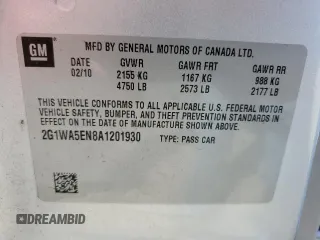 GM
MFD BY GENERAL MOTORS OF CANADA LTD.
DATE GVWR GAWR FRT GAWR RR
02/10 2155 KG 1167 KG 988 KG
4750 LB 2573 LB 2177 LB
THIS VEHICLE CONFORMS TO ALL APPLICABLE U.S. FEDERAL MOTOR
VEHICLE SAFETY, BUMPER, AND THEFT PREVENTION STANDARDS IN
EFFECT ON THE DATE OF MANUFACTURE SHOWN ABOVE.
2G1WA5EN8A1201930 TYPE: PASS CAR
DREAMBID